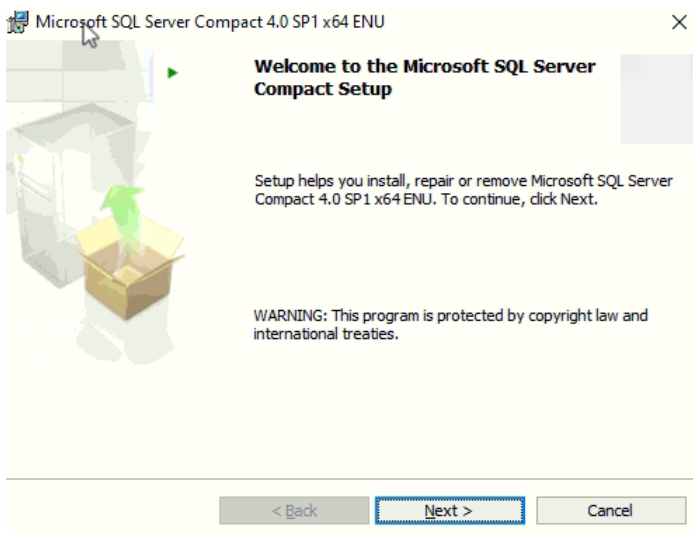 Microsoft SQL Server Compact 4.0 SP1 x64 ENU
Welcome to the Microsoft SQL Server
Compact Setup
Setup helps you install, repair or remove Microsoft SQL Server
Compact 4.0 SP1 x64 ENU. To continue, click Next.
WARNING: This program is protected by copyright law and
international treaties.
< Back Next > Cancel